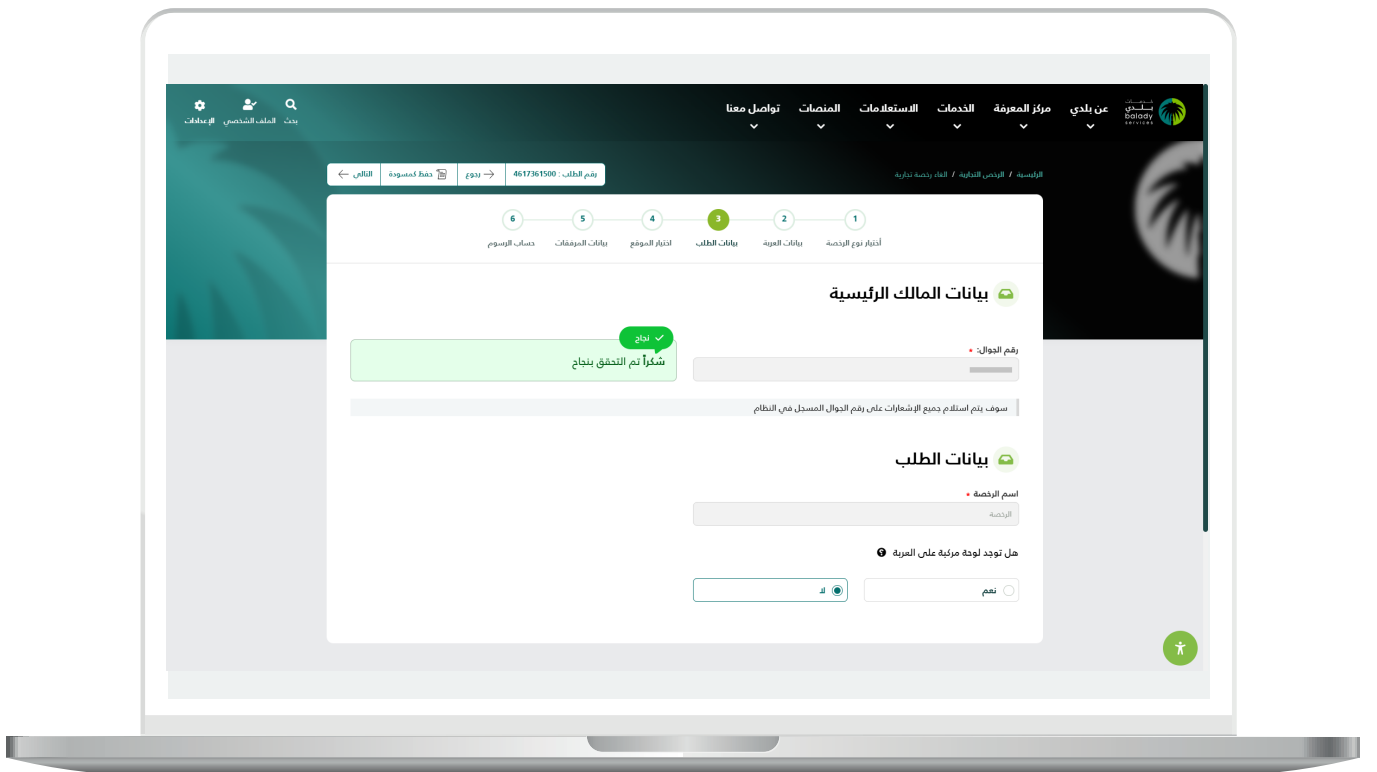 خدمات
بلدي
balady
services
عن بلدي
مركز المعرفة
الخدمات
الاستعلامات
المنصات
تواصل معنا
بحث
الملف الشخصي
الإعدادات
الرئيسية / الرخص التجارية / الغاء رخصة تجارية
رقم الطلب : 4617361500
رجوع
حفظ كمسودة
التالي
1 2 3 4 5 6
أختيار نوع الرخصة
بيانات العربة
بيانات الطلب
اختيار الموقع
بيانات المرفقات
حساب الرسوم
بيانات المالك الرئيسية
رقم الجوال: *
نجاح
شكراً تم التحقق بنجاح
سوف يتم استلام جميع الإشعارات على رقم الجوال المسجل في النظام
بيانات الطلب
اسم الرخصة *
الرخصة
هل توجد لوحة مركبة على العربة
نعم
لا